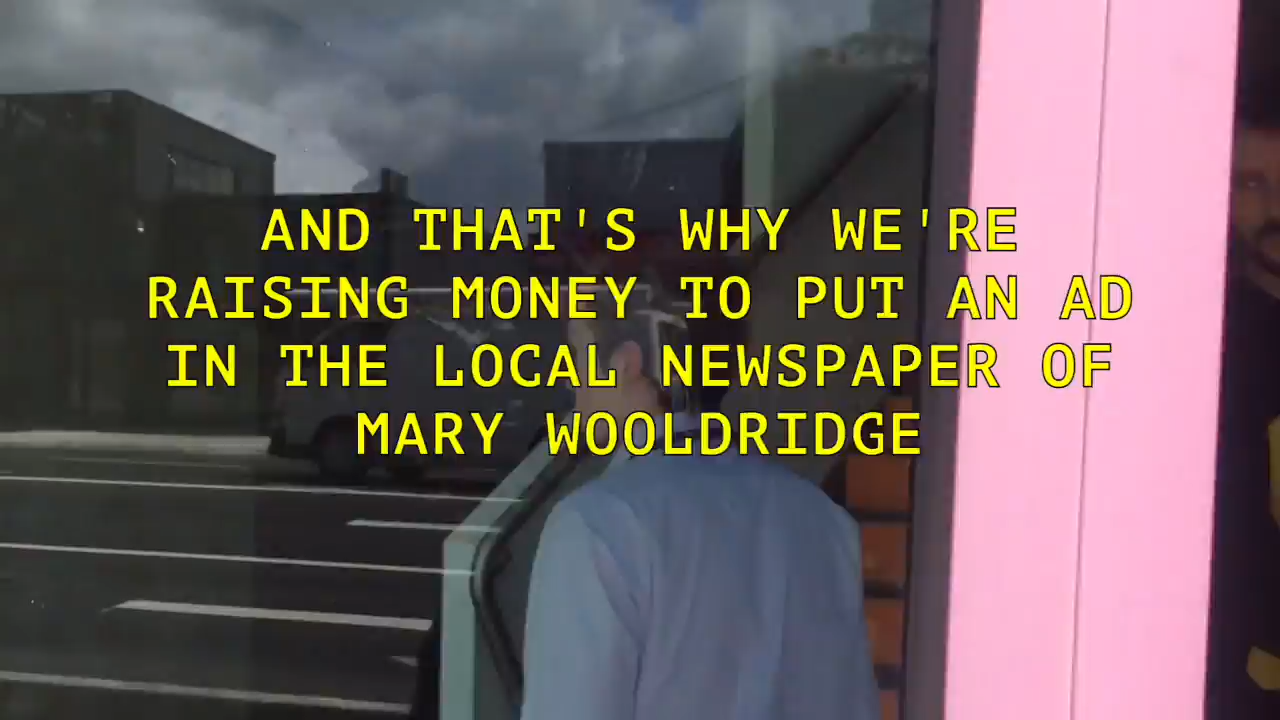 AND THAT'S WHY WE'RE
RAISING MONEY TO PUT AN AD
IN THE LOCAL NEWSPAPER OF
MARY WOOLDRIDGE